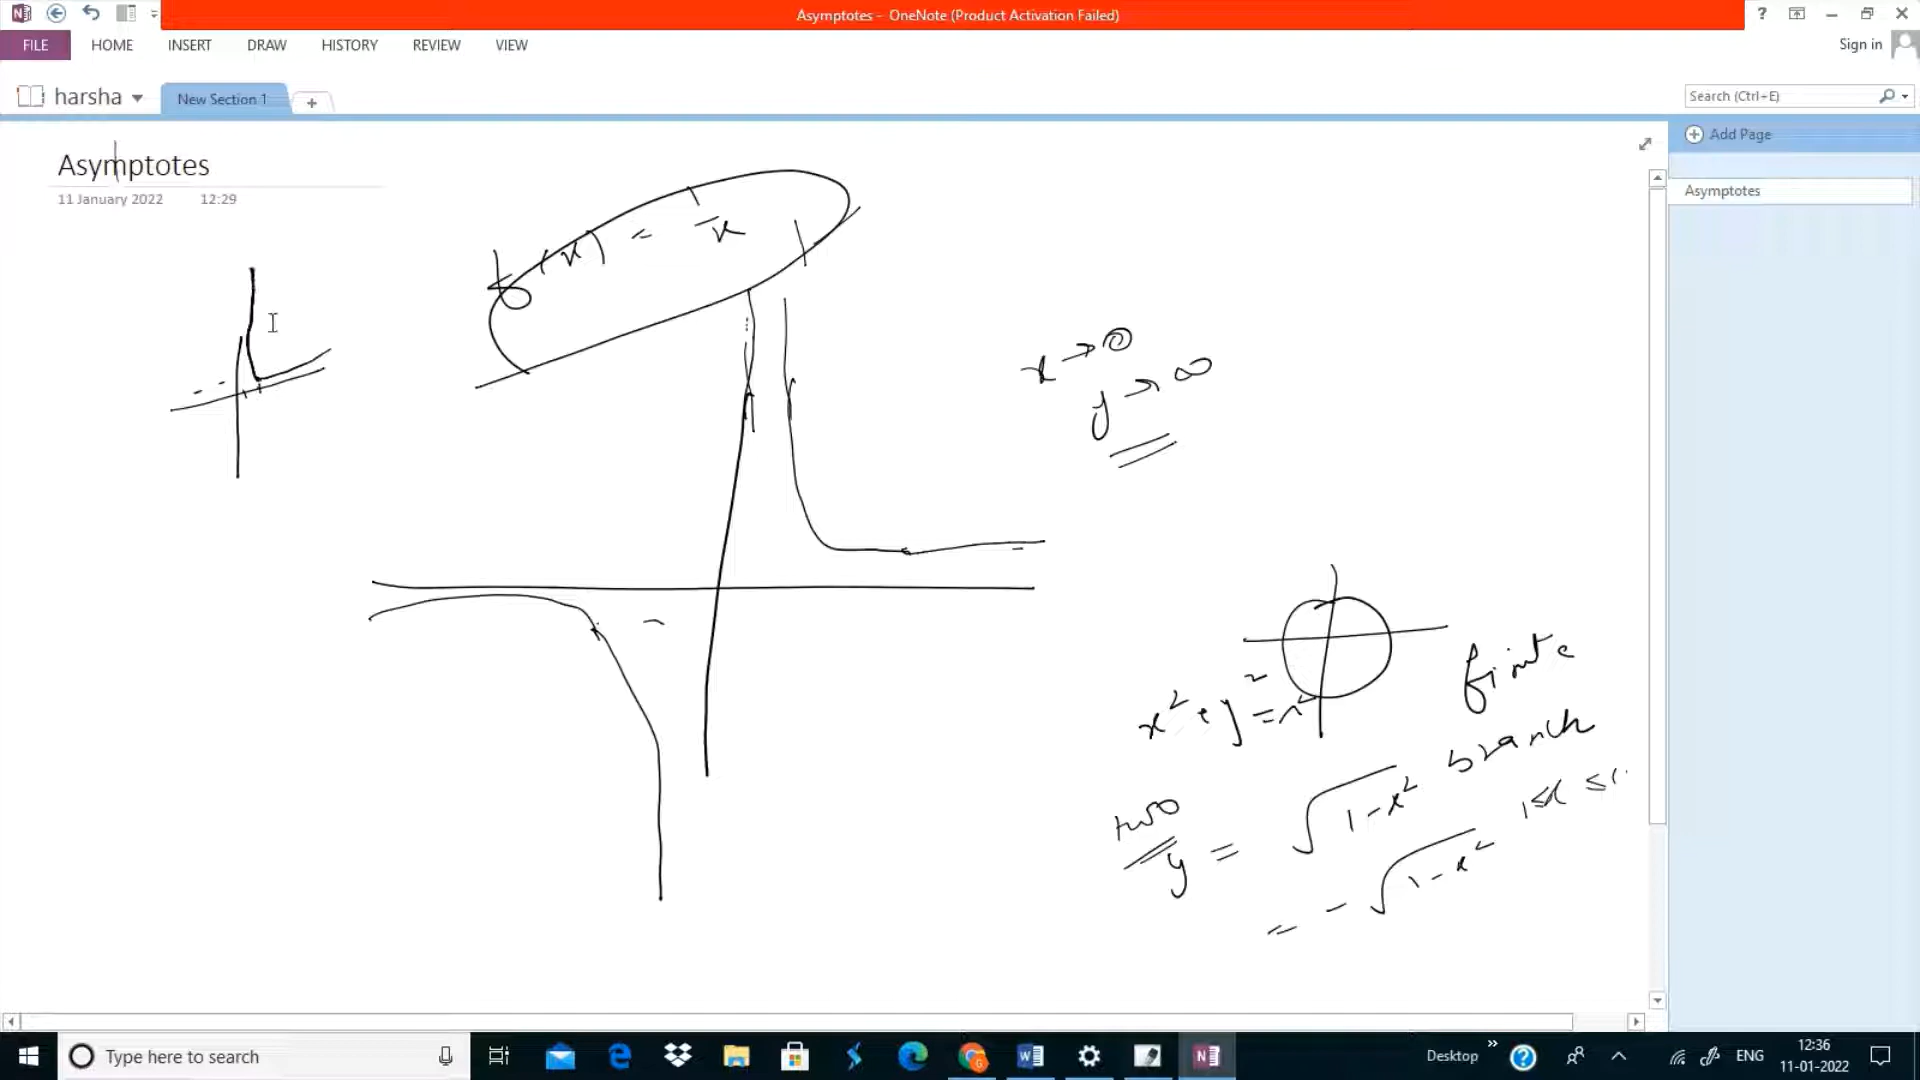 Asymptotes - OneNote (Product Activation Failed)
FILE HOME INSERT DRAW HISTORY REVIEW VIEW
Sign in
harsha
New Section 1
Search (Ctrl+E)
Add Page
Asymptotes
Asymptotes
11 January 2022 12:29
f(x) = 1/x
x → 0
y → ∞
finite
x² + y² = r²
branch
two
y = √1-x² 1st
= - √1-x²
Type here to search
Desktop
ENG
12:36
11-01-2022